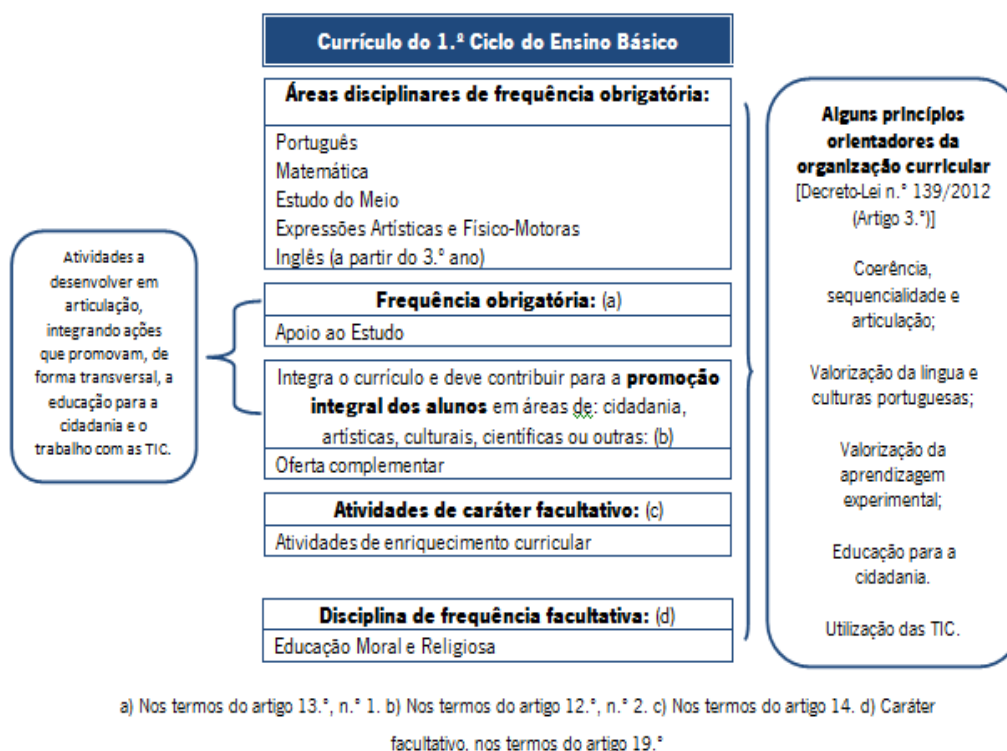 Currículo do 1.º Ciclo do Ensino Básico
Áreas disciplinares de frequência obrigatória:
Português
Matemática
Estudo do Meio
Expressões Artísticas e Físico-Motoras
Inglês (a partir do 3.º ano)
Frequência obrigatória: (a)
Apoio ao Estudo
Integra o currículo e deve contribuir para a promoção
integral dos alunos em áreas de: cidadania,
artísticas, culturais, científicas ou outras: (b)
Oferta complementar
Atividades de caráter facultativo: (c)
Atividades de enriquecimento curricular
Disciplina de frequência facultativa: (d)
Educação Moral e Religiosa
Atividades a
desenvolver em
articulação,
integrando ações
que promovam, de
forma transversal, a
educação para a
cidadania e o
trabalho com as TIC.
Alguns princípios
orientadores da
organização curricular
[Decreto-Lei n.° 139/2012
(Artigo 3.°)]
Coerência,
sequencialidade e
articulação;
Valorização da língua e
culturas portuguesas;
Valorização da
aprendizagem
experimental;
Educação para a
cidadania.
Utilização das TIC.
a) Nos termos do artigo 13.°, n.° 1. b) Nos termos do artigo 12.°, n.° 2. c) Nos termos do artigo 14. d) Caráter
facultativo, nos termos do artigo 19.°